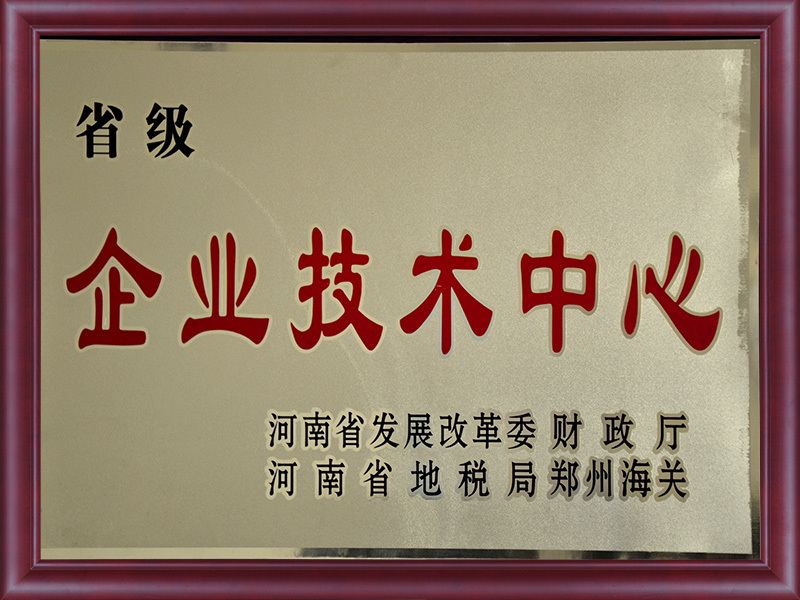 省级
企业技术中心
河南省发展改革委 财政厅
河南省地税局 郑州海关